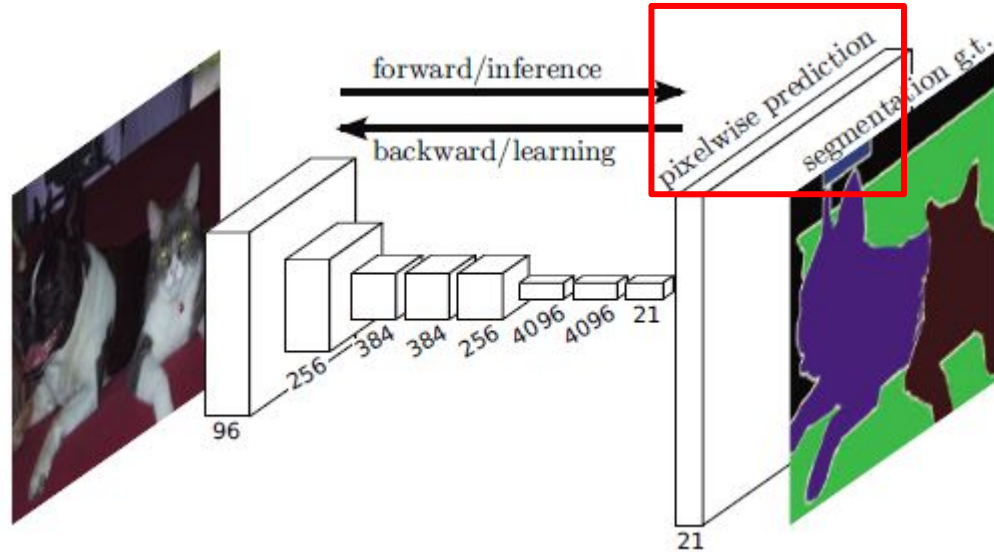 forward/inference
backward/learning
pixelwise prediction
segmentation g.t.
96
256
384
384
256
4096
4096
21
21